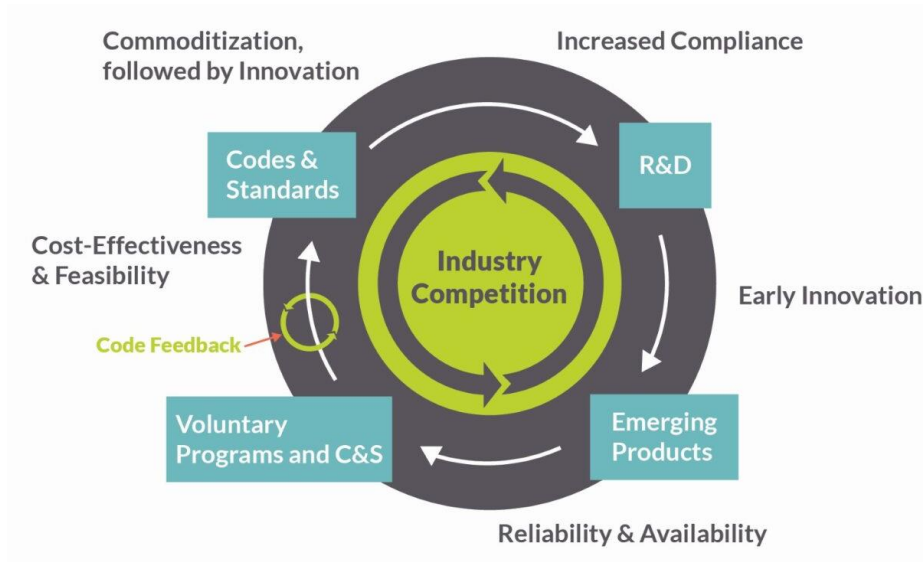 Commoditization,
followed by Innovation
Increased Compliance
Codes &
Standards
R&D
Cost-Effectiveness
& Feasibility
Industry
Competition
Early Innovation
Code Feedback
Voluntary
Programs and C&S
Emerging
Products
Reliability & Availability